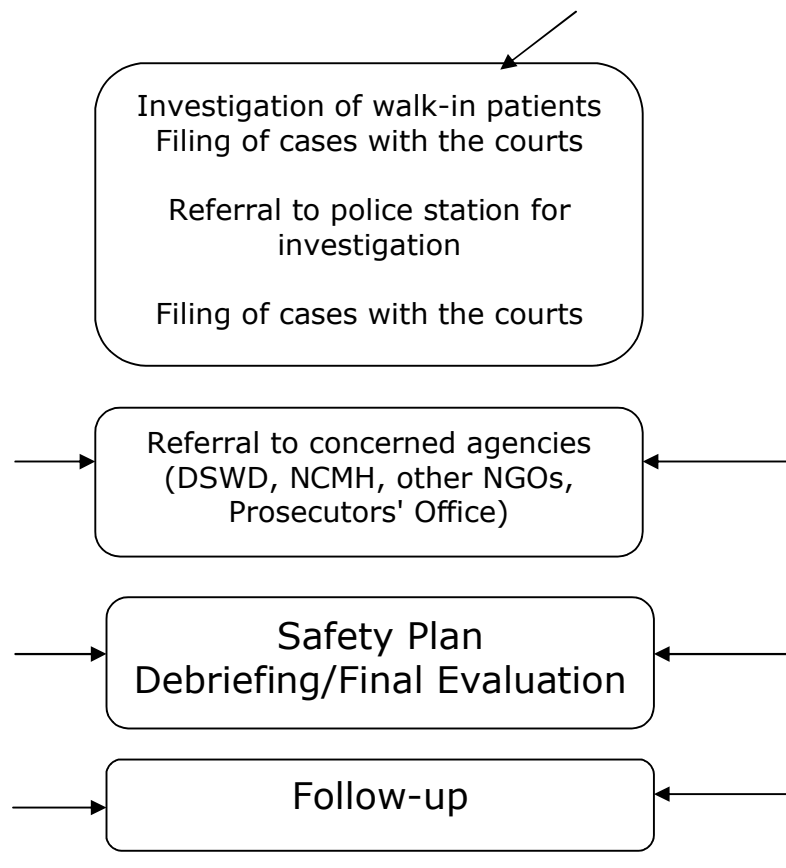 Investigation of walk-in patients
Filing of cases with the courts
Referral to police station for
investigation
Filing of cases with the courts
Referral to concerned agencies
(DSWD, NCMH, other NGOs,
Prosecutors' Office)
Safety Plan
Debriefing/Final Evaluation
Follow-up